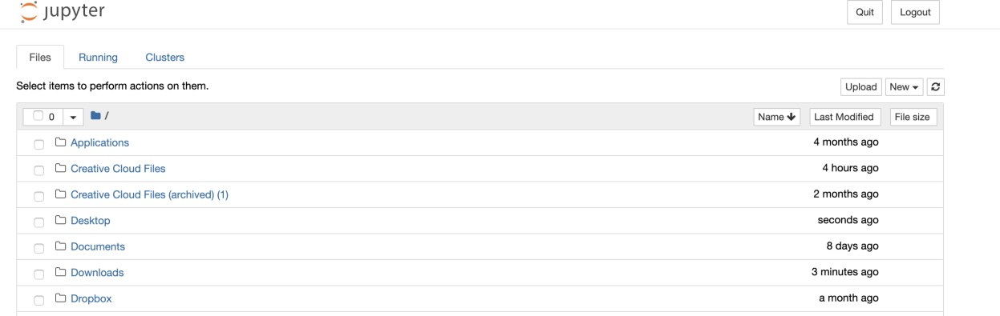 jupyter Quit Logout
Files Running Clusters
Select items to perform actions on them. Upload New
0 / Name Last Modified File size
Applications 4 months ago
Creative Cloud Files 4 hours ago
Creative Cloud Files (archived) (1) 2 months ago
Desktop seconds ago
Documents 8 days ago
Downloads 3 minutes ago
Dropbox a month ago